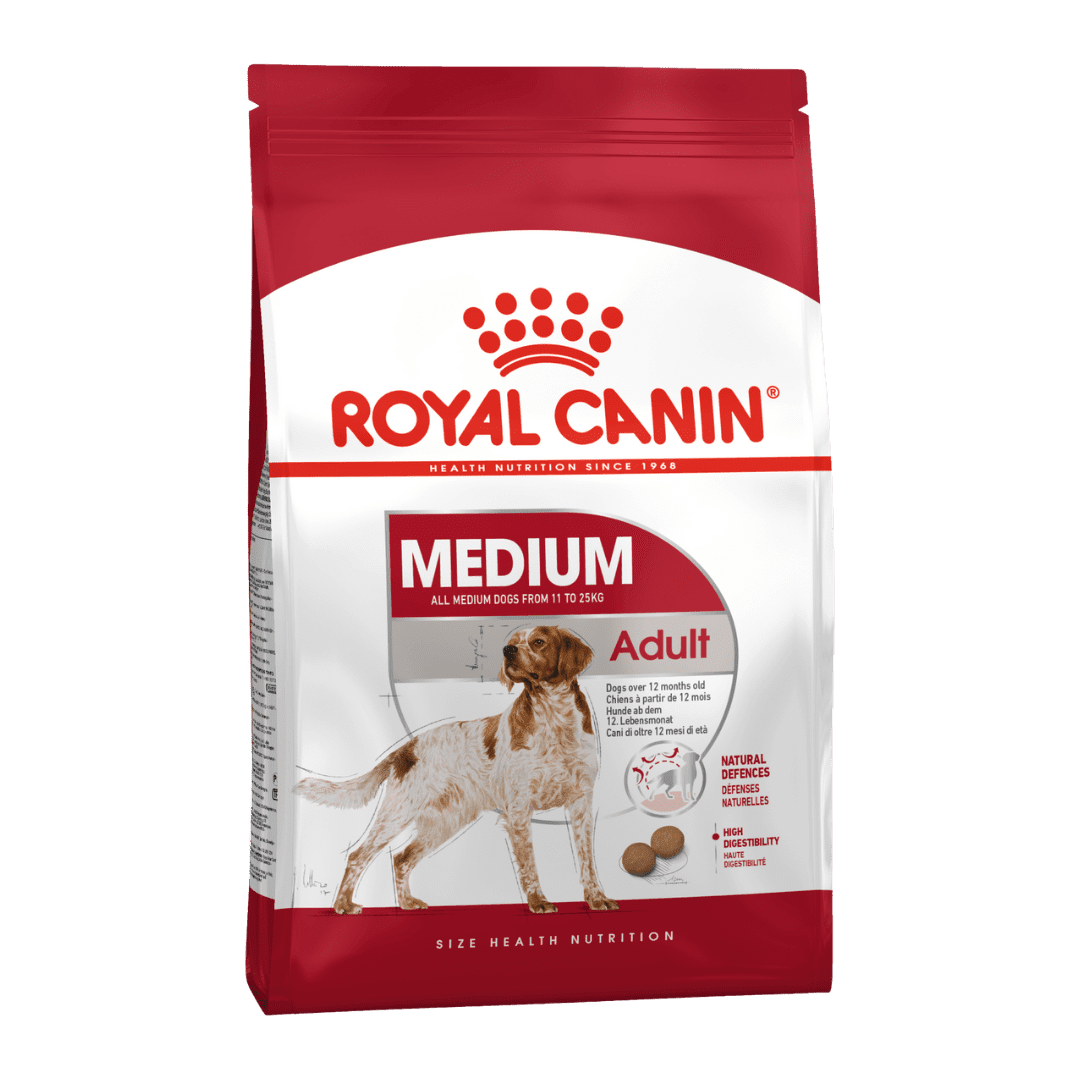 ROYAL CANIN®
HEALTH NUTRITION SINCE 1968
MEDIUM
ALL MEDIUM DOGS FROM 11 TO 25KG
Adult
Dogs over 12 months old
Chiens à partir de 12 mois
Hunde ab dem
12. Lebensmonat
Cani di oltre 12 mesi di età
NATURAL
DEFENCES
DÉFENSES
NATURELLES
HIGH
DIGESTIBILITY
HAUTE
DIGESTIBILITÉ
SIZE HEALTH NUTRITION